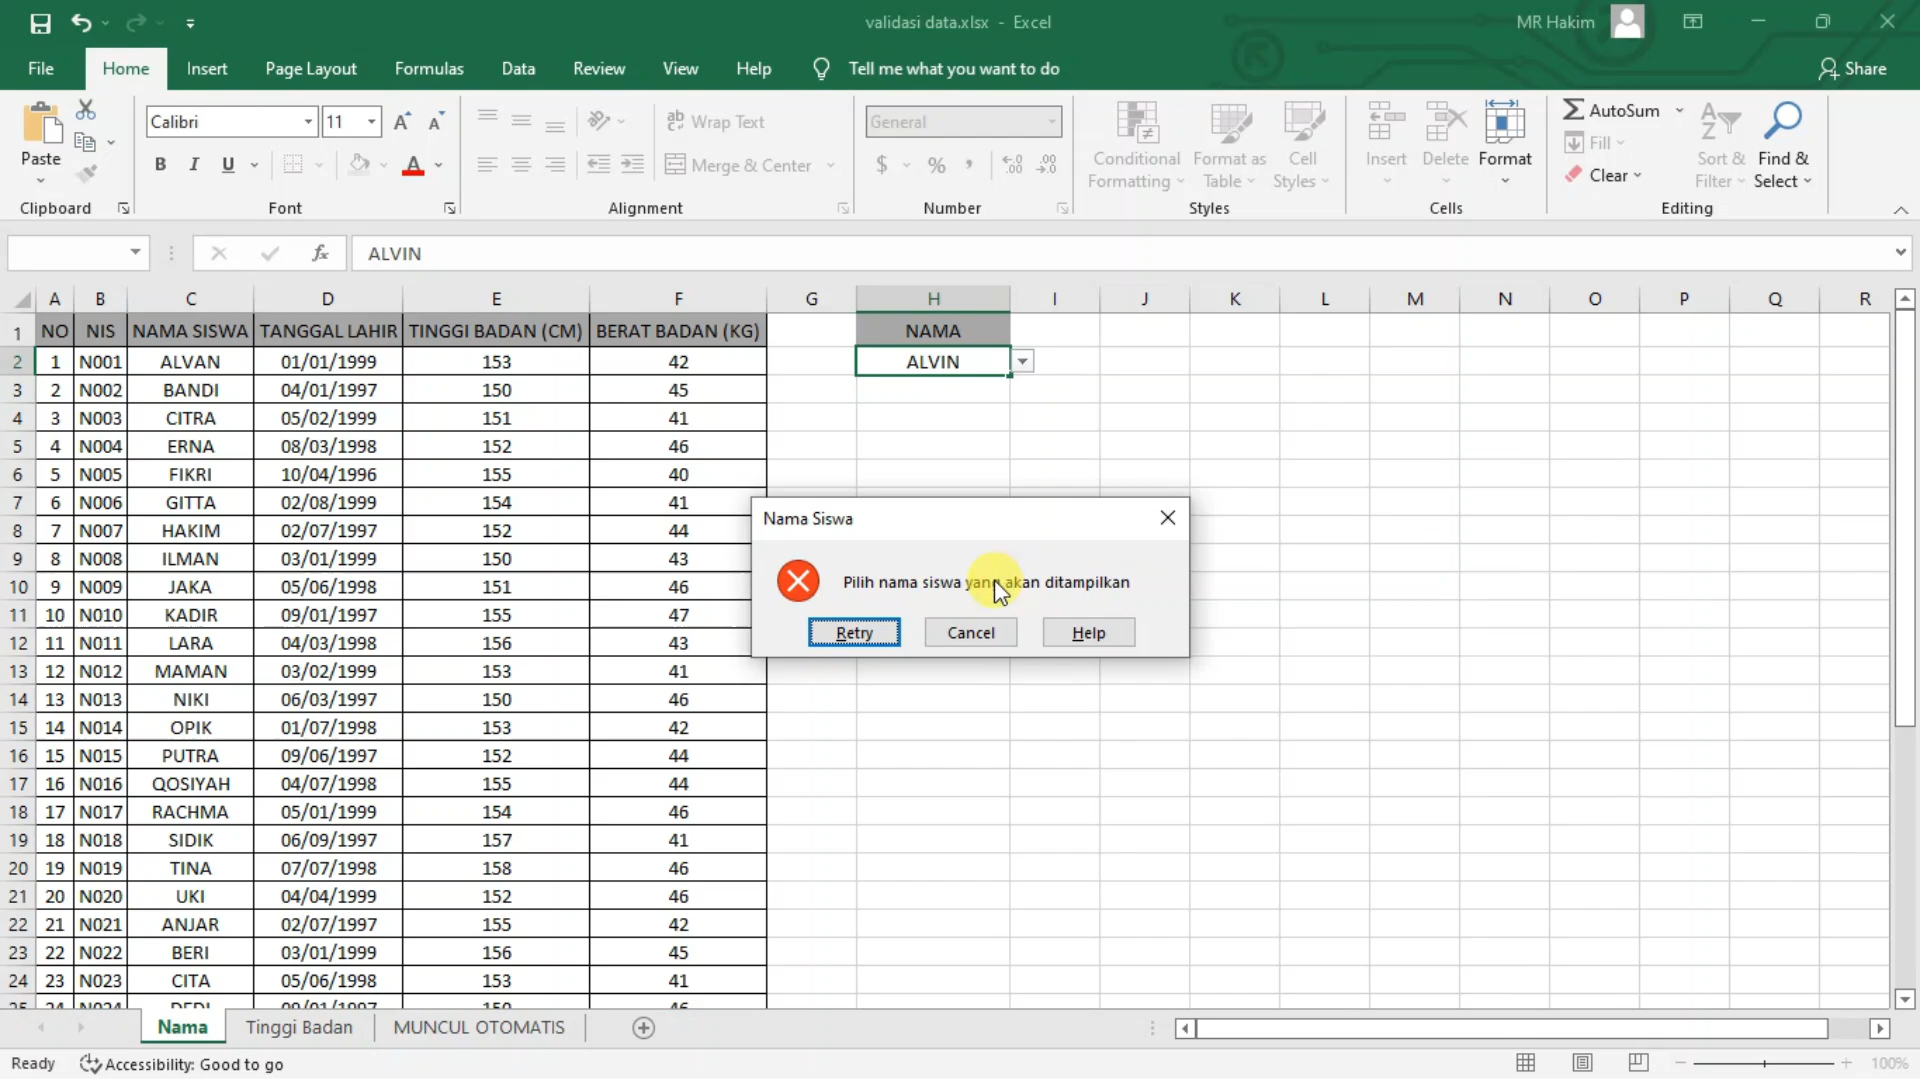 validasi data.xlsx - Excel
MR Hakim
File Home Insert Page Layout Formulas Data Review View Help Tell me what you want to do Share
Paste
Clipboard
Calibri 11
B I U A
Font
ab Wrap Text
Merge & Center
Alignment
General
$ % , .00
Number
Conditional Formatting
Format as Table
Cell Styles
Styles
Insert Delete Format
Cells
AutoSum
Fill
Clear
Sort & Filter
Find & Select
Editing
fx ALVIN
A B C D E F G H I J K L M N O P Q R
1 NO NIS NAMA SISWA TANGGAL LAHIR TINGGI BADAN (CM) BERAT BADAN (KG) NAMA
2 1 N001 ALVAN 01/01/1999 153 42 ALVIN
3 2 N002 BANDI 04/01/1997 150 45
4 3 N003 CITRA 05/02/1999 151 41
5 4 N004 ERNA 08/03/1998 152 46
6 5 N005 FIKRI 10/04/1996 155 40
7 6 N006 GITTA 02/08/1999 154 41
8 7 N007 HAKIM 02/07/1997 152 44
9 8 N008 ILMAN 03/01/1999 150 43
10 9 N009 JAKA 05/06/1998 151 46
11 10 N010 KADIR 09/01/1997 155 47
12 11 N011 LARA 04/03/1998 156 43
13 12 N012 MAMAN 03/02/1999 153 41
14 13 N013 NIKI 06/03/1997 150 46
15 14 N014 OPIK 01/07/1998 153 42
16 15 N015 PUTRA 09/06/1997 152 44
17 16 N016 QOSIYAH 04/07/1998 155 44
18 17 N017 RACHMA 05/01/1999 154 46
19 18 N018 SIDIK 06/09/1997 157 41
20 19 N019 TINA 07/07/1998 158 46
21 20 N020 UKI 04/04/1999 152 46
22 21 N021 ANJAR 02/07/1997 155 42
23 22 N022 BERI 03/01/1999 156 45
24 23 N023 CITA 05/06/1998 153 41
25 24 N024 DEDI 09/01/1997 150 46
Nama Siswa
Pilih nama siswa yang akan ditampilkan
Retry Cancel Help
Nama Tinggi Badan MUNCUL OTOMATIS
Ready Accessibility: Good to go 100%